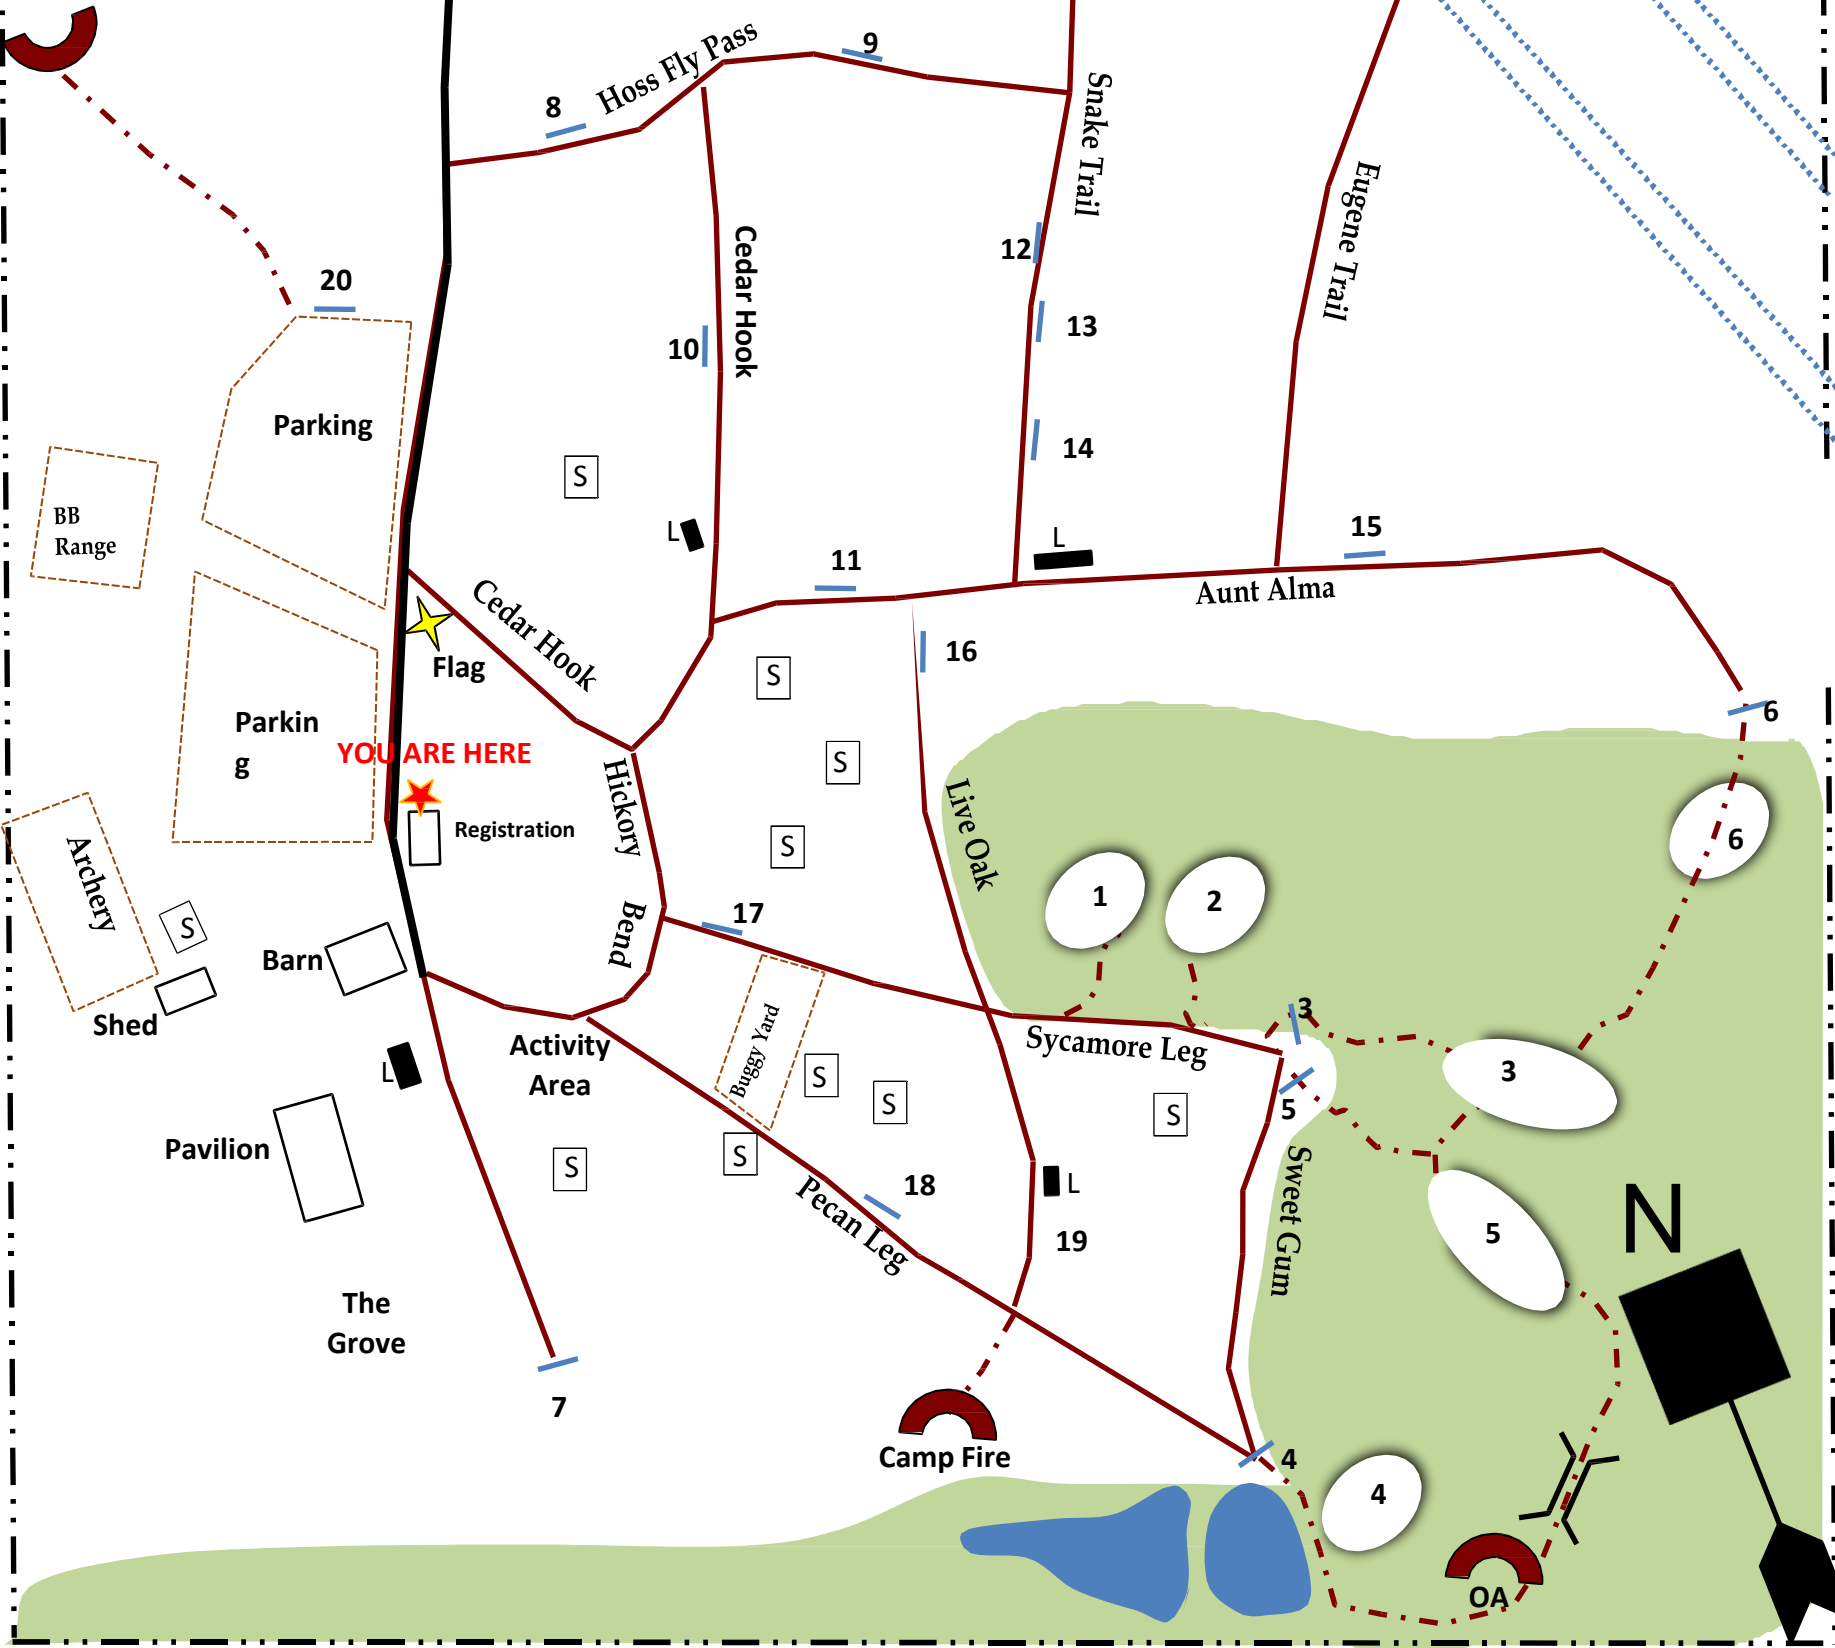 9
Hoss Fly Pass
8
Snake Trail
Eugene Trail
12
Cedar Hook
20
13
10
Parking
14
S
BB
Range
L
L
15
11
Aunt Alma
Cedar Hook
Flag
16
S
6
Parkin
g
YOU ARE HERE
S
Hickory
Live Oak
Registration
6
S
Archery
1
2
17
S
Bend
Barn
3
Shed
Buggy Yard
Activity
Area
Sycamore Leg
L
S
3
S
5
S
Pavilion
S
S
Sweet Gum
18
L
Pecan Leg
N
5
19
The
Grove
7
Camp Fire
4
4
OA